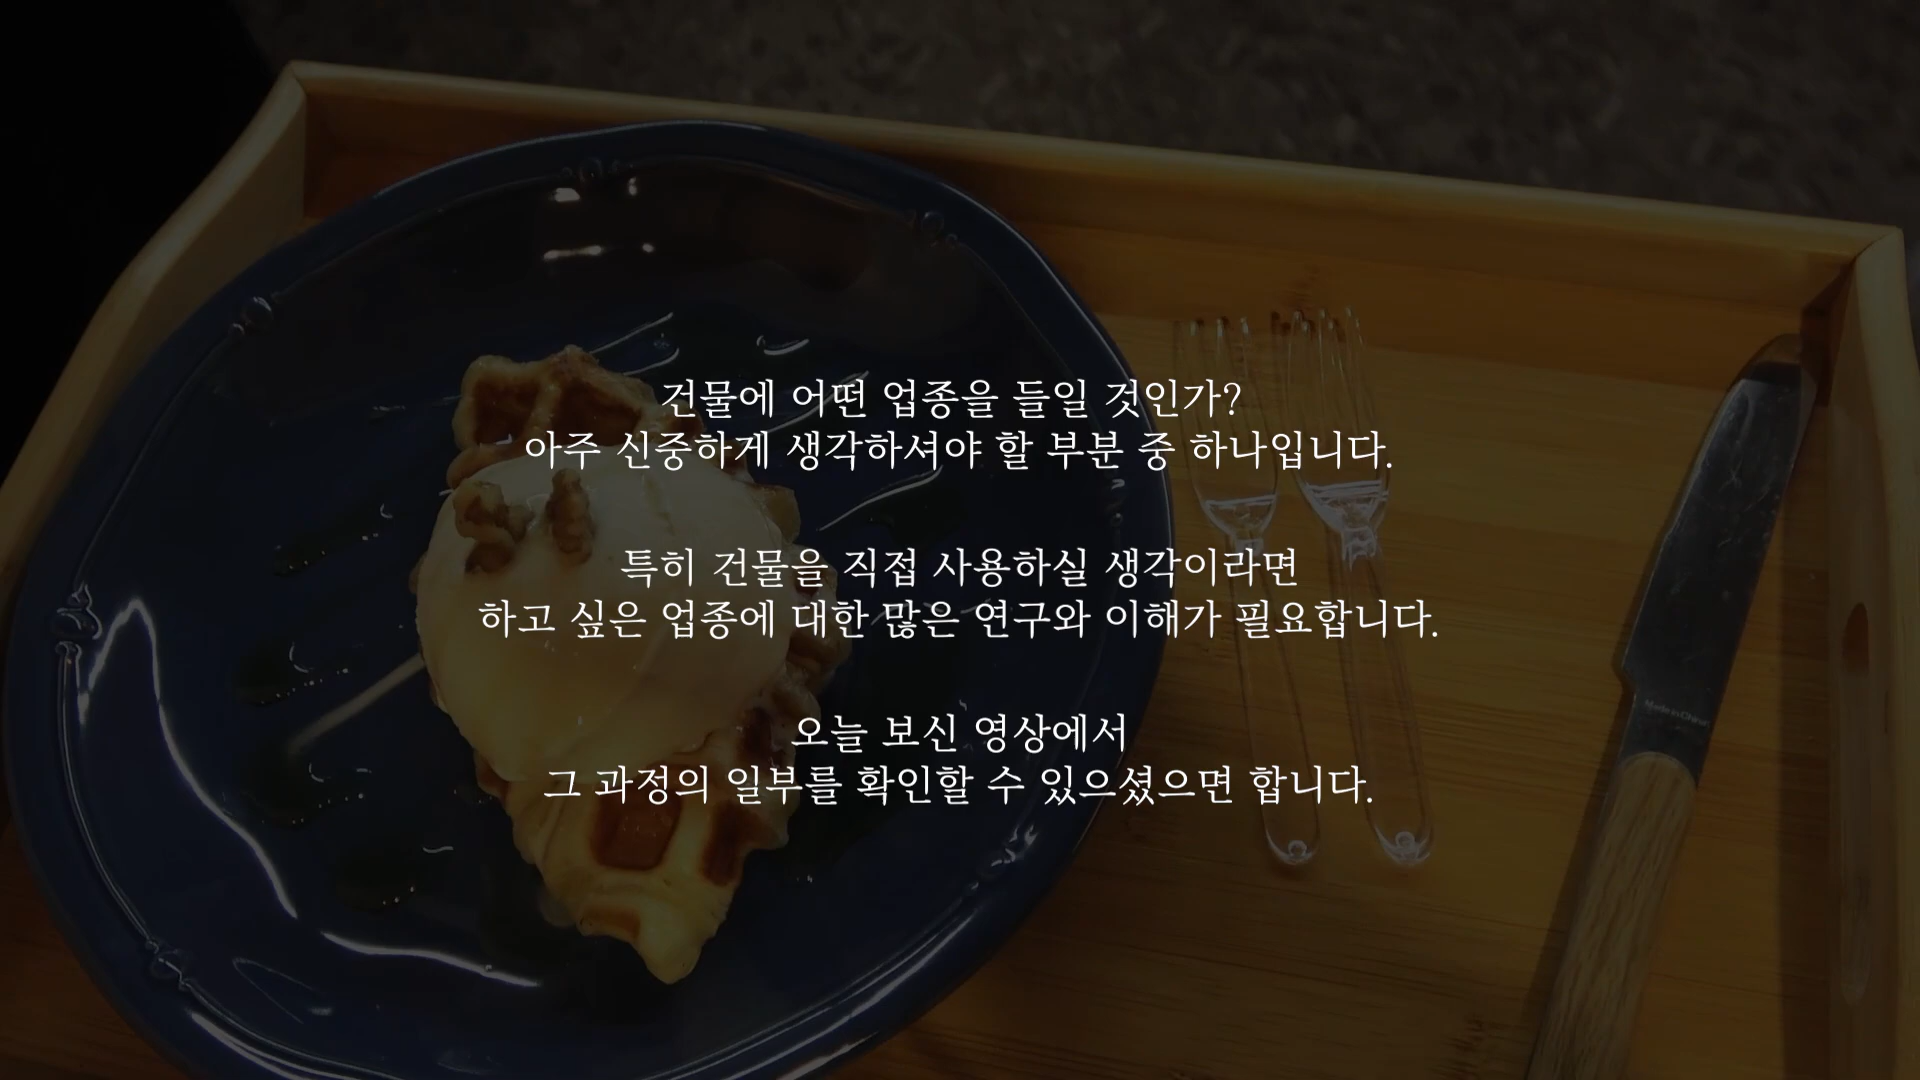 건물에 어떤 업종을 들일 것인가?
아주 신중하게 생각하셔야 할 부분 중 하나입니다.
특히 건물을 직접 사용하실 생각이라면
하고 싶은 업종에 대한 많은 연구와 이해가 필요합니다.
오늘 보신 영상에서
그 과정의 일부를 확인할 수 있으셨으면 합니다.
Made in China